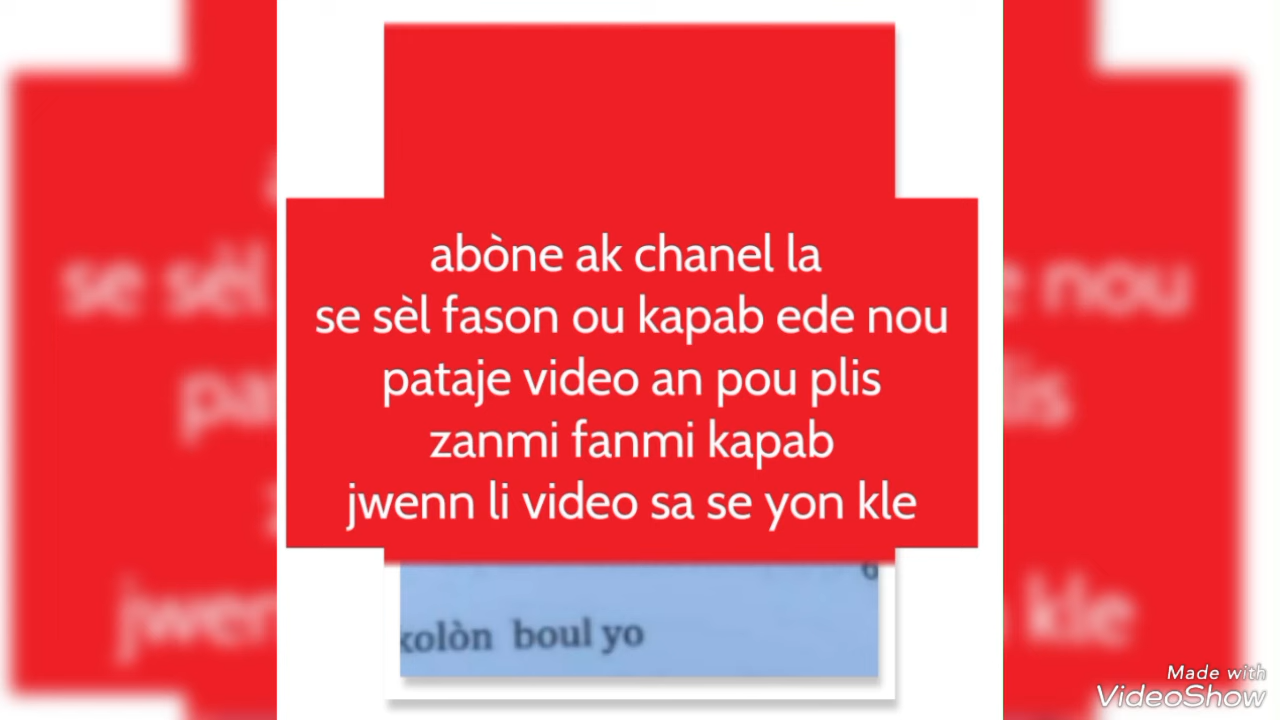 abòne ak chanel la
se sèl fason ou kapab ede nou
pataje video an pou plis
zanmi fanmi kapab
jwenn li video sa se yon kle
6
kolòn boul yo
Made with
VideoShow